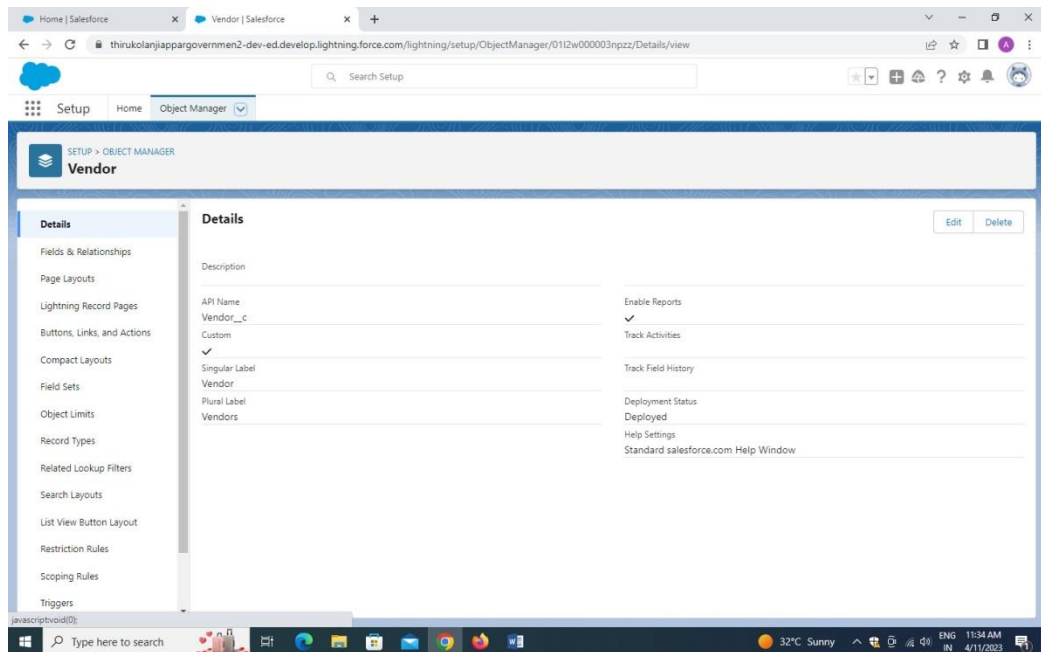 Home | Salesforce
Vendor | Salesforce
thirukolanjiappargovernmen2-dev-ed.develop.lightning.force.com/lightning/setup/ObjectManager/01I2w000003npzz/Details/view
A
Search Setup
Setup
Home
Object Manager
SETUP > OBJECT MANAGER
Vendor
Details
Fields & Relationships
Page Layouts
Lightning Record Pages
Buttons, Links, and Actions
Compact Layouts
Field Sets
Object Limits
Record Types
Related Lookup Filters
Search Layouts
List View Button Layout
Restriction Rules
Scoping Rules
Triggers
Details
Edit
Delete
Description
API Name
Vendor__c
Custom
Singular Label
Vendor
Plural Label
Vendors
Enable Reports
Track Activities
Track Field History
Deployment Status
Deployed
Help Settings
Standard salesforce.com Help Window
javascript:void(0);
Type here to search
32°C Sunny
ENG
IN
11:34 AM
4/11/2023